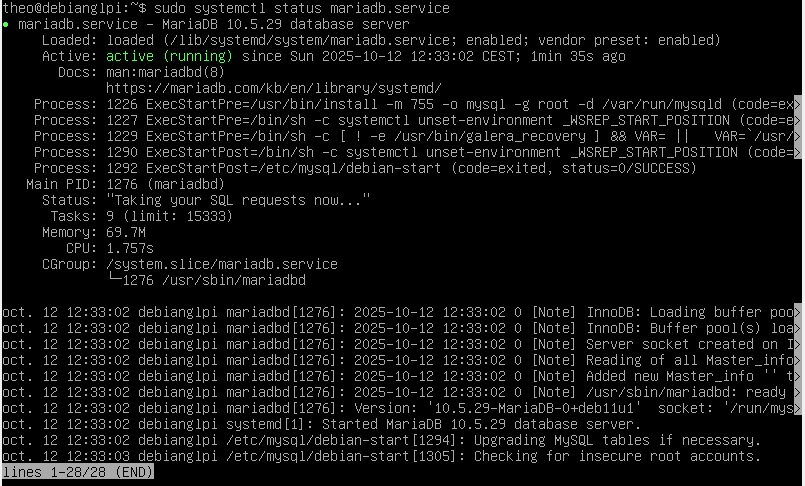 theo@debianglpi:~$ sudo systemctl status mariadb.service
● mariadb.service – MariaDB 10.5.29 database server
Loaded: loaded (/lib/systemd/system/mariadb.service; enabled; vendor preset: enabled)
Active: active (running) since Sun 2025-10-12 12:33:02 CEST; 1min 35s ago
Docs: man:mariadbd(8)
https://mariadb.com/kb/en/library/systemd/
Process: 1226 ExecStartPre=/usr/bin/install -m 755 -o mysql -g root -d /var/run/mysqld (code=ex>
Process: 1227 ExecStartPre=/bin/sh -c systemctl unset-environment _WSREP_START_POSITION (code=e>
Process: 1229 ExecStartPre=/bin/sh -c [ ! -e /usr/bin/galera_recovery ] && VAR= ||   VAR=`/usr/>
Process: 1290 ExecStartPost=/bin/sh -c systemctl unset-environment _WSREP_START_POSITION (code=>
Process: 1292 ExecStartPost=/etc/mysql/debian-start (code=exited, status=0/SUCCESS)
Main PID: 1276 (mariadbd)
Status: "Taking your SQL requests now..."
Tasks: 9 (limit: 15333)
Memory: 69.7M
CPU: 1.757s
CGroup: /system.slice/mariadb.service
└─1276 /usr/sbin/mariadbd
oct. 12 12:33:02 debianglpi mariadbd[1276]: 2025-10-12 12:33:02 0 [Note] InnoDB: Loading buffer poo>
oct. 12 12:33:02 debianglpi mariadbd[1276]: 2025-10-12 12:33:02 0 [Note] InnoDB: Buffer pool(s) loa>
oct. 12 12:33:02 debianglpi mariadbd[1276]: 2025-10-12 12:33:02 0 [Note] Server socket created on I>
oct. 12 12:33:02 debianglpi mariadbd[1276]: 2025-10-12 12:33:02 0 [Note] Reading of all Master_info>
oct. 12 12:33:02 debianglpi mariadbd[1276]: 2025-10-12 12:33:02 0 [Note] Added new Master_info '' t>
oct. 12 12:33:02 debianglpi mariadbd[1276]: 2025-10-12 12:33:02 0 [Note] /usr/sbin/mariadbd: ready >
oct. 12 12:33:02 debianglpi mariadbd[1276]: Version: '10.5.29-MariaDB-0+deb11u1'  socket: '/run/mys>
oct. 12 12:33:02 debianglpi systemd[1]: Started MariaDB 10.5.29 database server.
oct. 12 12:33:03 debianglpi /etc/mysql/debian-start[1294]: Upgrading MySQL tables if necessary.
oct. 12 12:33:03 debianglpi /etc/mysql/debian-start[1305]: Checking for insecure root accounts.
lines 1-28/28 (END)